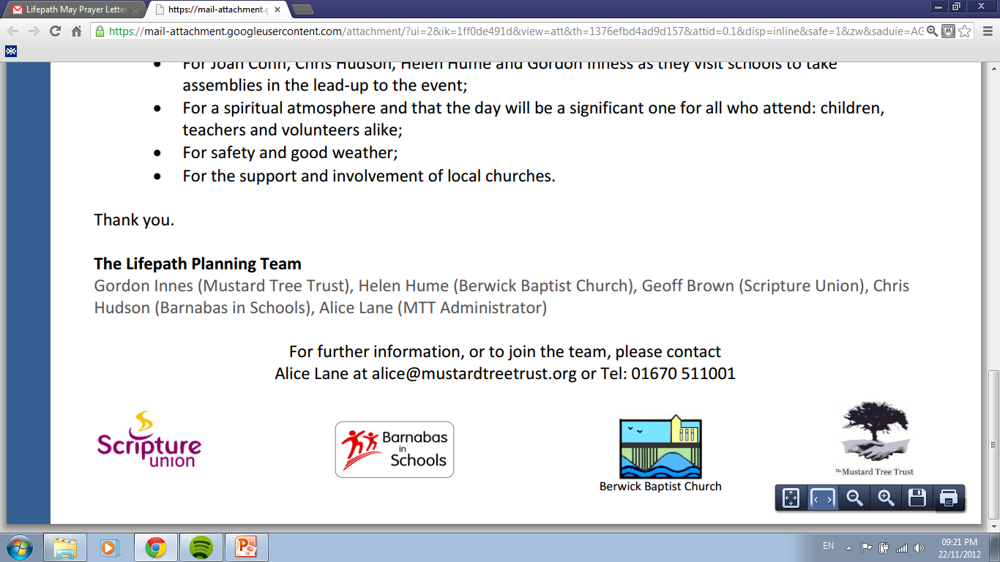 Lifepath May Prayer Letter
https://mail-attachment.g
https://mail-attachment.googleusercontent.com/attachment/?ui=2&ik=1ff0de491d&view=att&th=1376efbd4ad9d157&attid=0.1&disp=inline&safe=1&zw&saduie=AG
• For Joan Conn, Chris Hudson, Helen Hume and Gordon Inness as they visit schools to take
assemblies in the lead-up to the event;
• For a spiritual atmosphere and that the day will be a significant one for all who attend: children,
teachers and volunteers alike;
• For safety and good weather;
• For the support and involvement of local churches.
Thank you.
The Lifepath Planning Team
Gordon Innes (Mustard Tree Trust), Helen Hume (Berwick Baptist Church), Geoff Brown (Scripture Union), Chris
Hudson (Barnabas in Schools), Alice Lane (MTT Administrator)
For further information, or to join the team, please contact
Alice Lane at alice@mustardtreetrust.org or Tel: 01670 511001
Scripture
union
Barnabas
in
Schools
Berwick Baptist Church
The Mustard Tree Trust
EN
09:21 PM
22/11/2012